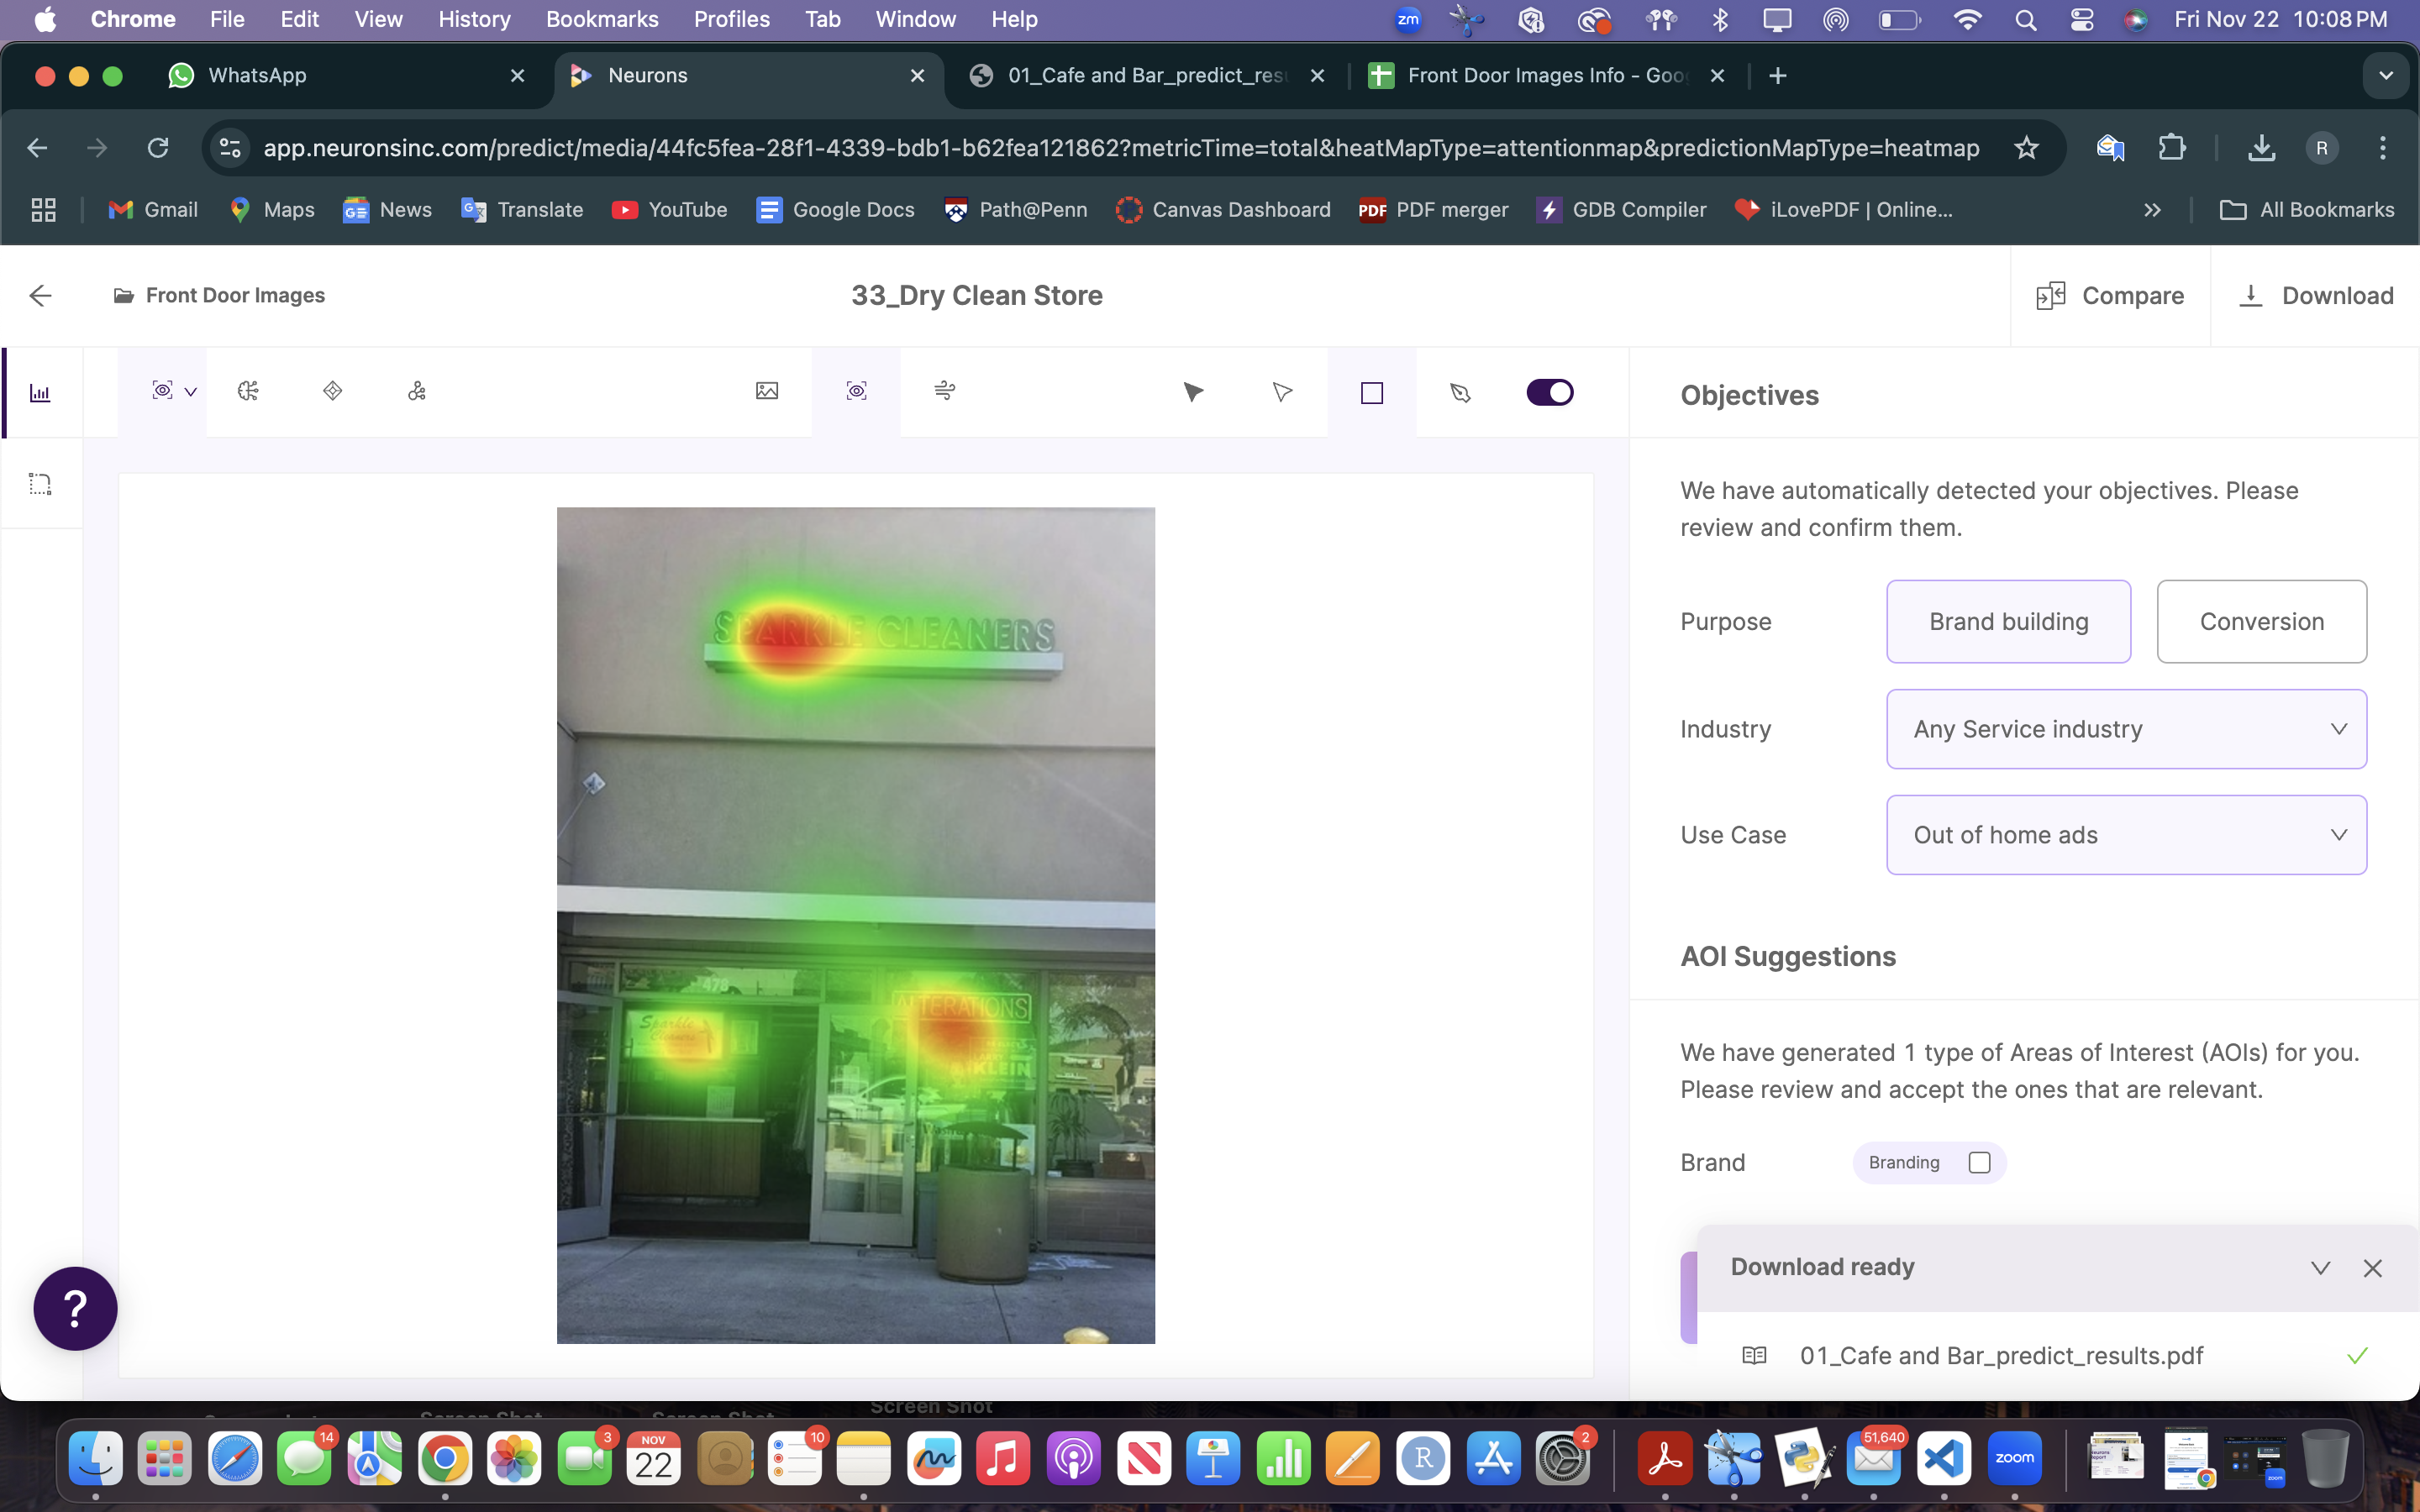 Chrome File Edit View History Bookmarks Profiles Tab Window Help
zm
Fri Nov 22 10:08 PM
WhatsApp
Neurons
01_Cafe and Bar_predict_resu
Front Door Images Info - Goo
app.neuronsinc.com/predict/media/44fc5fea-28f1-4339-bdb1-b62fea121862?metricTime=total&heatMapType=attentionmap&predictionMapType=heatmap
R
Gmail
Maps
News
Translate
YouTube
Google Docs
Path@Penn
Canvas Dashboard
PDF PDF merger
GDB Compiler
iLovePDF | Online...
All Bookmarks
Front Door Images
33_Dry Clean Store
Compare
Download
Objectives
We have automatically detected your objectives. Please
review and confirm them.
Purpose
Brand building
Conversion
Industry
Any Service industry
Use Case
Out of home ads
AOI Suggestions
We have generated 1 type of Areas of Interest (AOIs) for you.
Please review and accept the ones that are relevant.
Brand
Branding
Download ready
01_Cafe and Bar_predict_results.pdf
SPARKLE CLEANERS
478
Sparkle
Cleaners
ALTERATIONS
KLEIN
?
Screen Shot
14
3
NOV
22
10
2
51,640
R
zoom